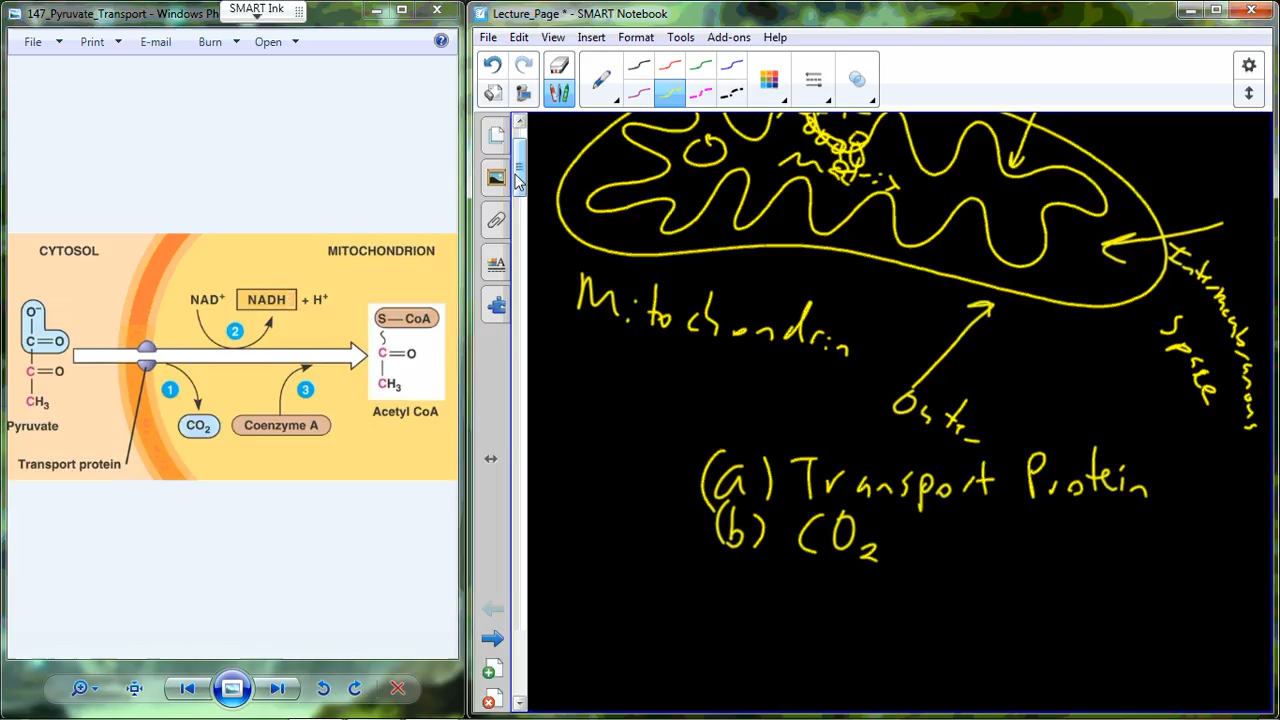 147_Pyruvate_Transport - Windows Ph
SMART Ink
File Print E-mail Burn Open
CYTOSOL
MITOCHONDRION
NAD⁺ NADH + H⁺
O⁻
C=O
C=O
CH₃
Pyruvate
2
1
3
CO₂
Coenzyme A
Transport protein
S—CoA
C=O
CH₃
Acetyl CoA
Lecture_Page * - SMART Notebook
File Edit View Insert Format Tools Add-ons Help
Matrix
Mitochondrin
Intermembranous
Space
(a) Transport Protein
(b) CO₂